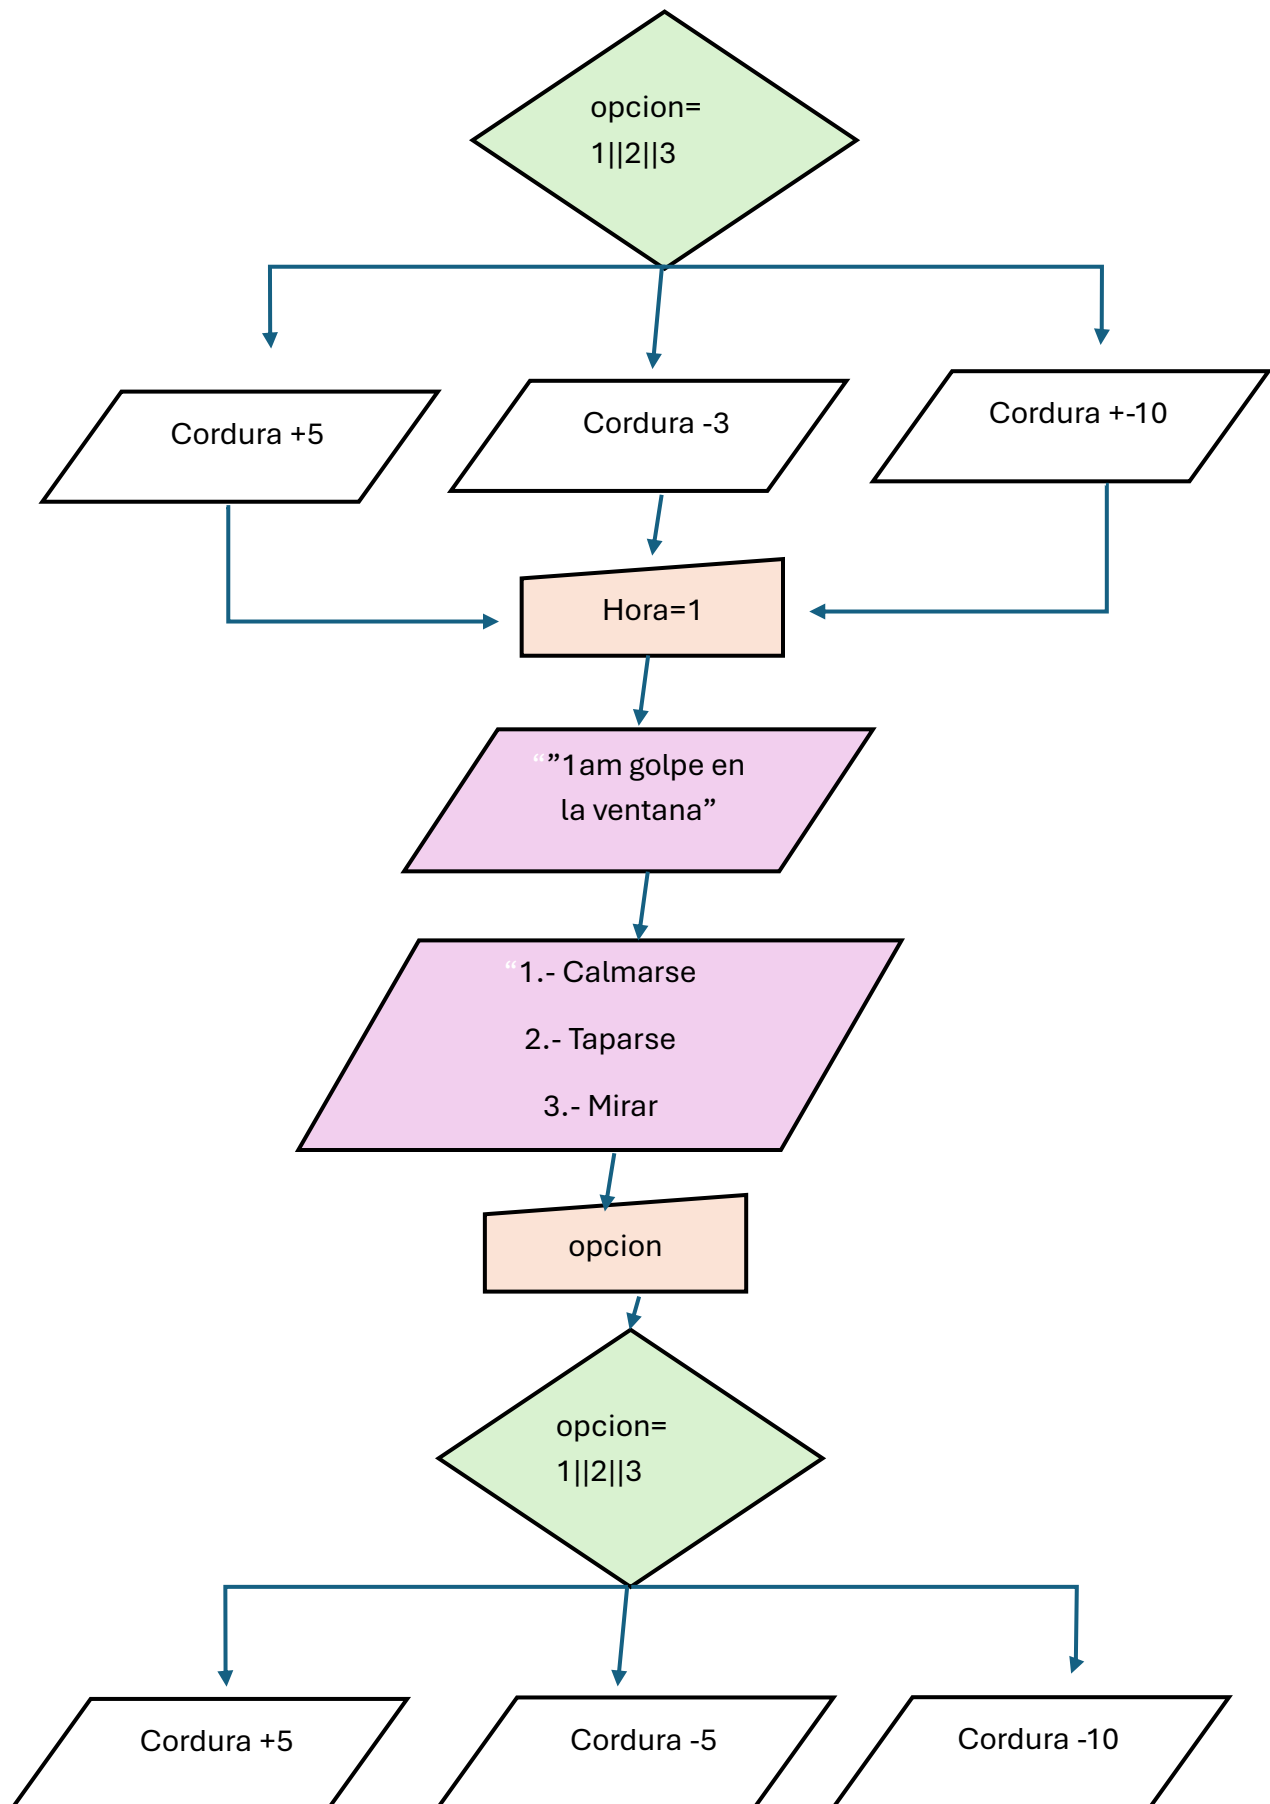 opcion=
1||2||3
Cordura +5
Cordura -3
Cordura +-10
Hora=1
“”1am golpe en
la ventana”
“1.- Calmarse
2.- Taparse
3.- Mirar
opcion
opcion=
1||2||3
Cordura +5
Cordura -5
Cordura -10